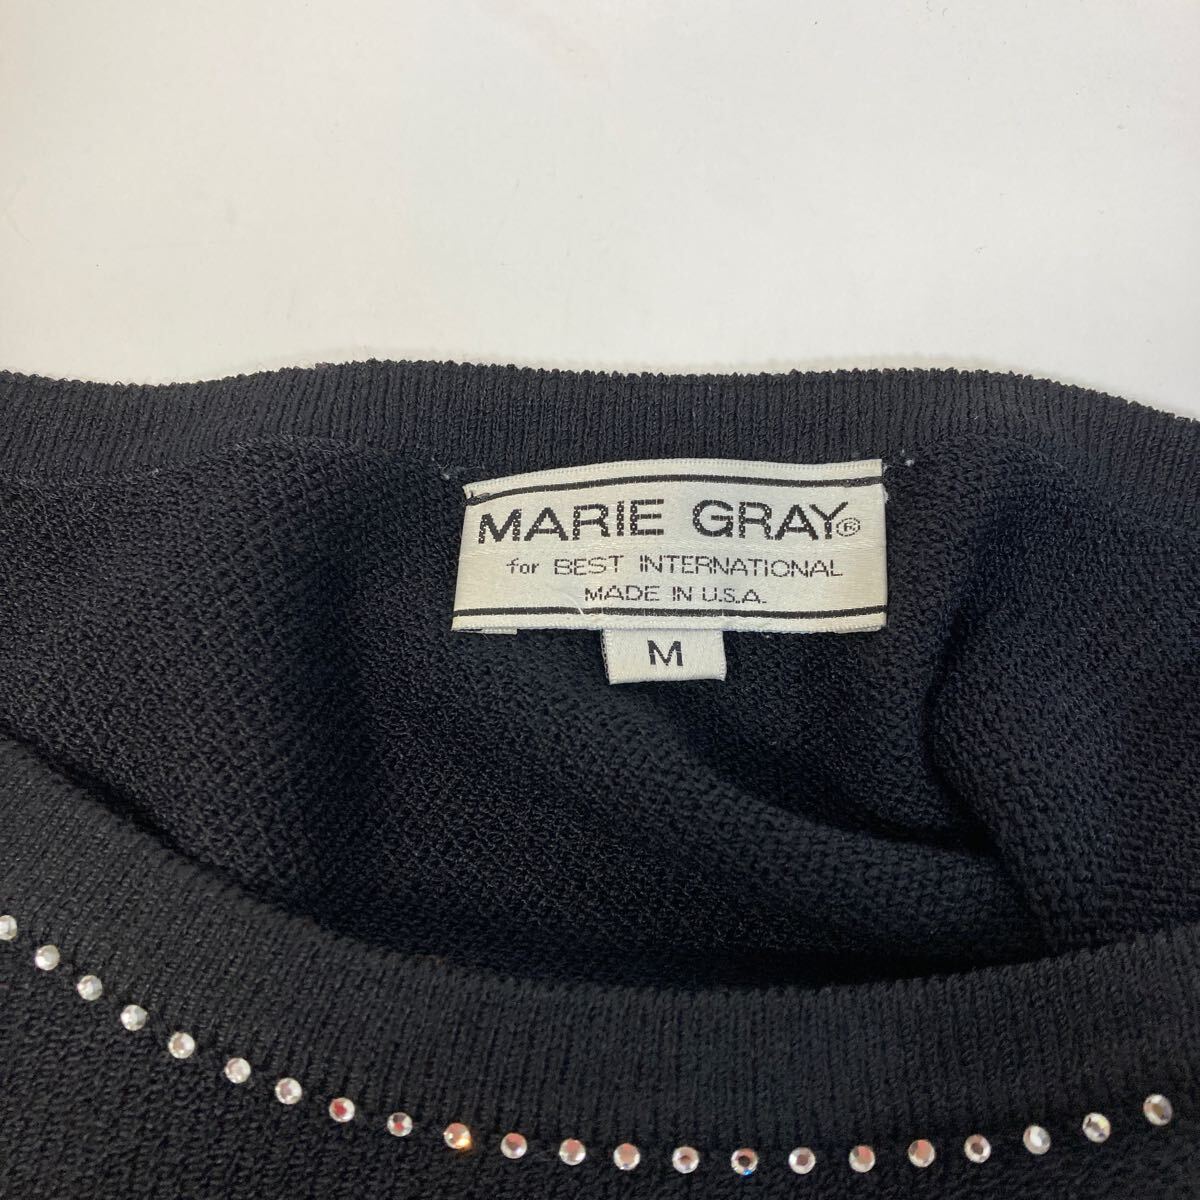 MARIE GRAY®
for BEST INTERNATIONAL
MADE IN U.S.A.
M